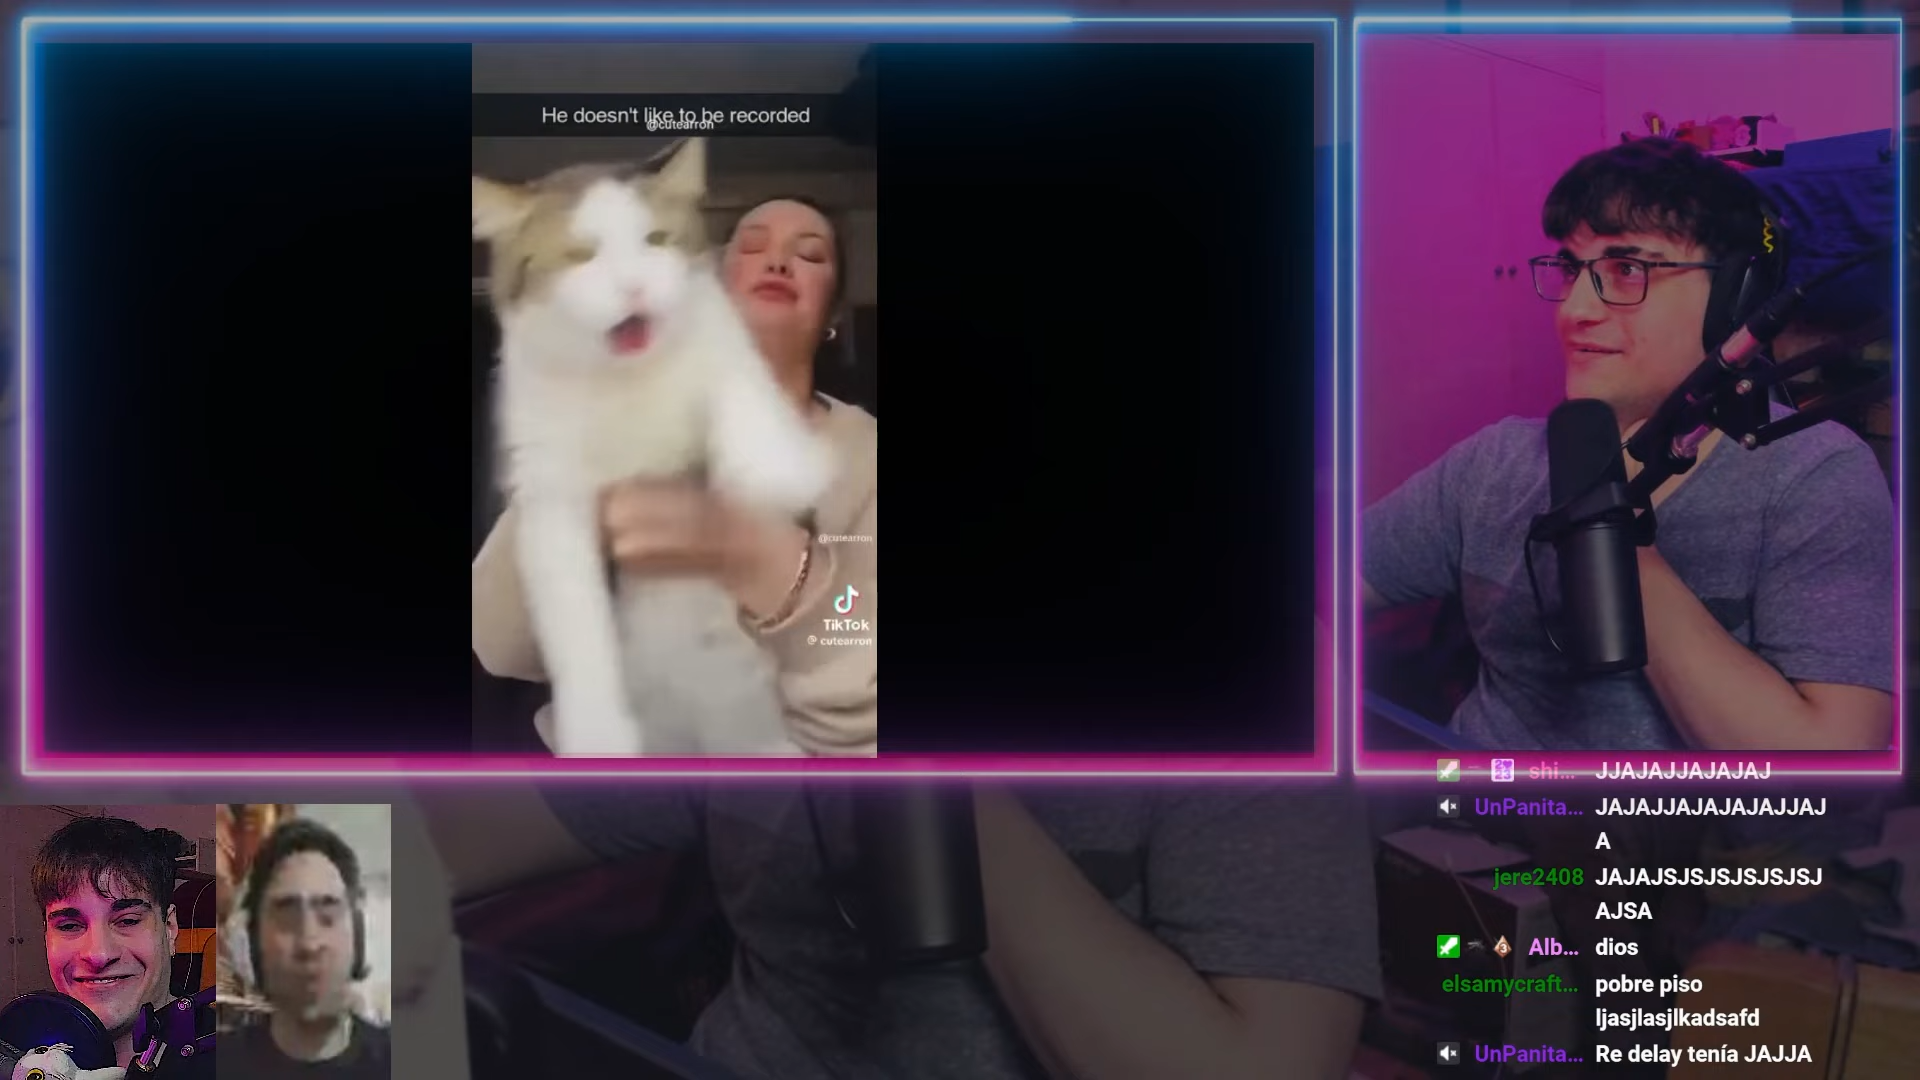 He doesn't like to be recorded
@cutearron
@cutearron
TikTok
@ cutearron
shi... JJAJAJJAJAJAJ
UnPanita... JAJAJJAJAJAJAJJAJ
A
jere2408 JAJAJSJSJSJSJSJSJ
AJSA
Alb... dios
elsamycraft... pobre piso
ljasjlasjlkadsafd
UnPanita... Re delay tenía JAJJA